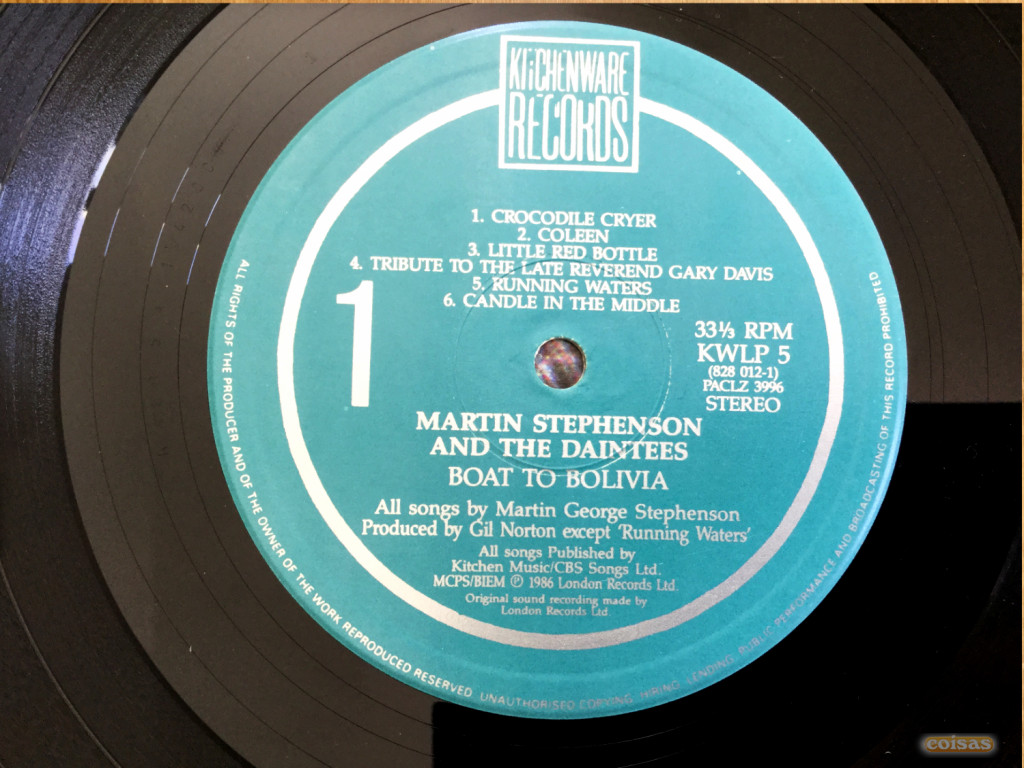 KITCHENWARE
RECORDS
1. CROCODILE CRYER
2. COLEEN
3. LITTLE RED BOTTLE
4. TRIBUTE TO THE LATE REVEREND GARY DAVIS
5. RUNNING WATERS
6. CANDLE IN THE MIDDLE
1
33⅓ RPM
KWLP 5
(828 012-1)
PACLZ 3996
STEREO
MARTIN STEPHENSON
AND THE DAINTEES
BOAT TO BOLIVIA
All songs by Martin George Stephenson
Produced by Gil Norton except 'Running Waters'
All songs Published by
Kitchen Music/CBS Songs Ltd.
MCPS/BIEM ℗ 1986 London Records Ltd.
Original sound recording made by
London Records Ltd.
ALL RIGHTS OF THE PRODUCER AND OF THE OWNER OF THE WORK REPRODUCED RESERVED. UNAUTHORISED COPYING, HIRING, LENDING, PUBLIC PERFORMANCE AND BROADCASTING OF THIS RECORD PROHIBITED
coisas